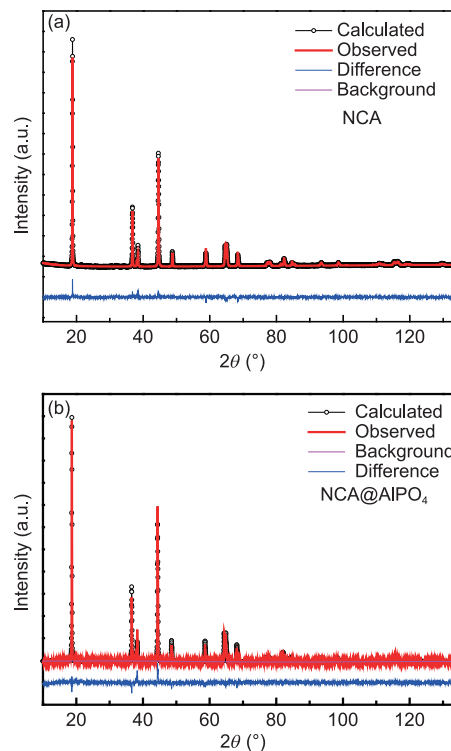 (a)
Calculated
Observed
Difference
Background
NCA
Intensity (a.u.)
20 40 60 80 100 120
2θ (°)
(b)
Calculated
Observed
Background
Difference
NCA@AlPO₄
Intensity (a.u.)
20 40 60 80 100 120
2θ (°)